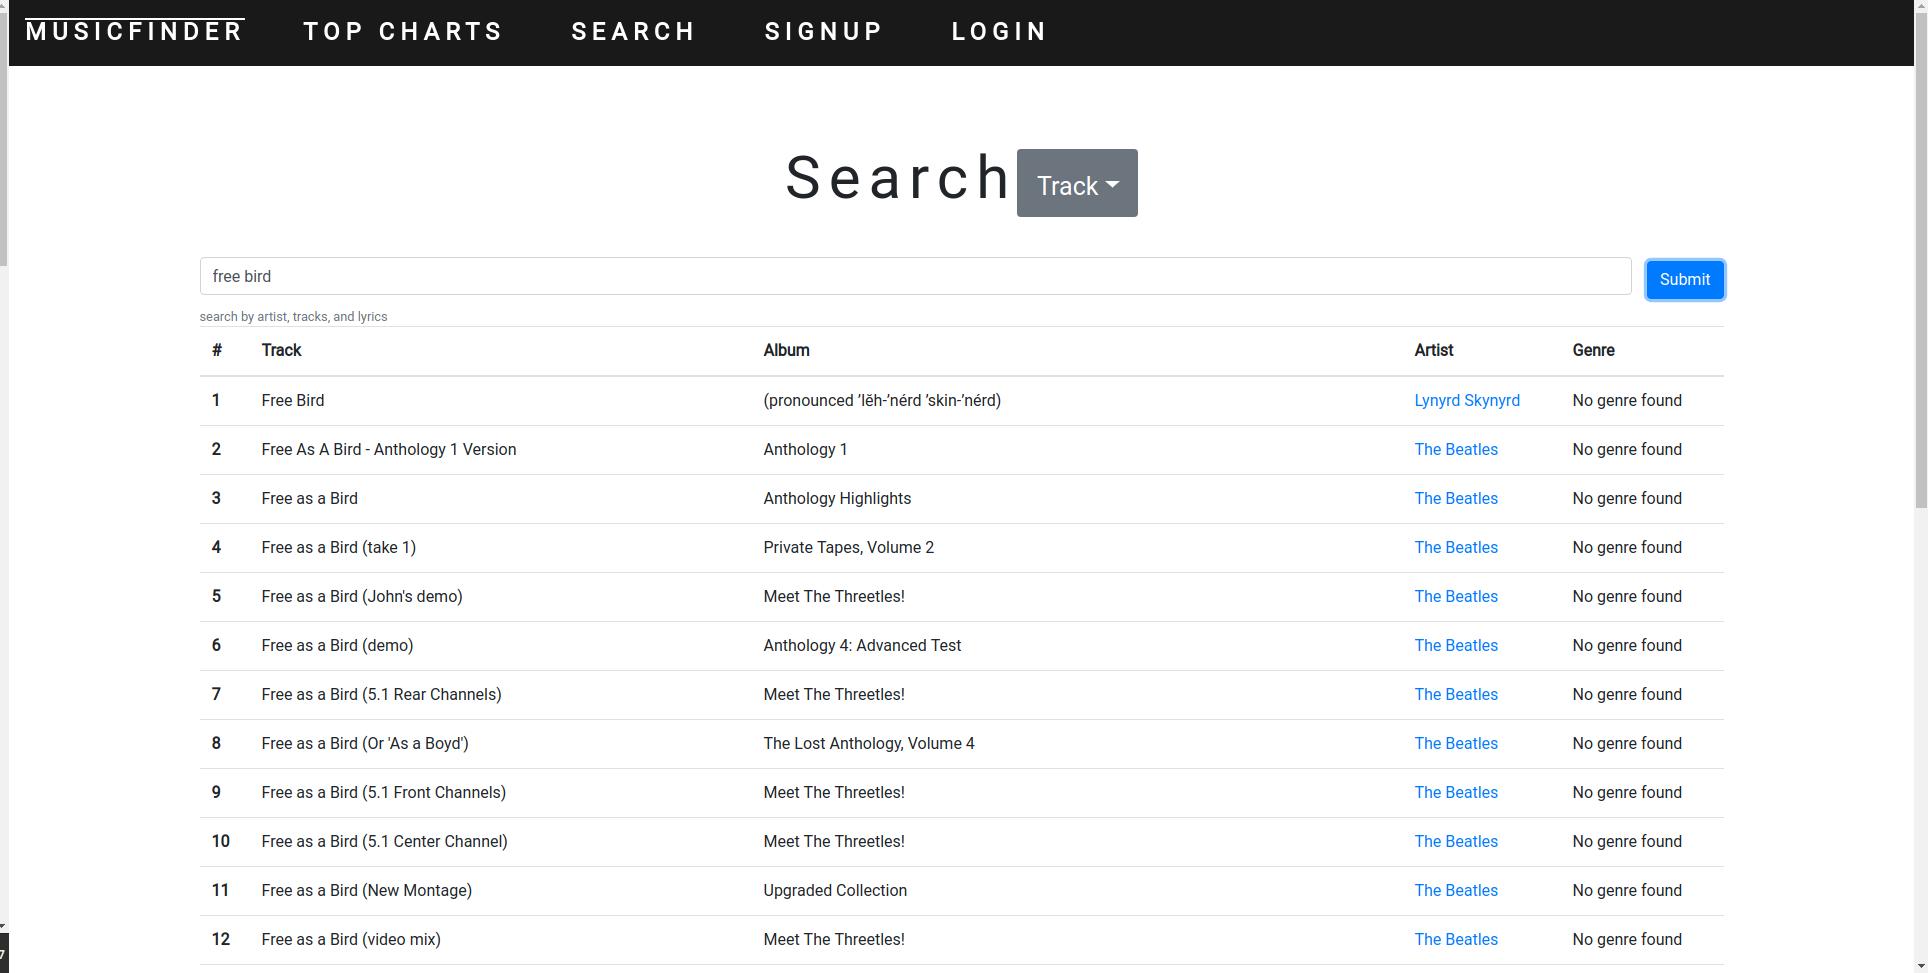 MUSICFINDER TOP CHARTS SEARCH SIGNUP LOGIN
Search Track
free bird Submit
search by artist, tracks, and lyrics
# Track Album Artist Genre
1 Free Bird (pronounced ’lĕh-’nérd ’skin-’nérd) Lynyrd Skynyrd No genre found
2 Free As A Bird - Anthology 1 Version Anthology 1 The Beatles No genre found
3 Free as a Bird Anthology Highlights The Beatles No genre found
4 Free as a Bird (take 1) Private Tapes, Volume 2 The Beatles No genre found
5 Free as a Bird (John's demo) Meet The Threetles! The Beatles No genre found
6 Free as a Bird (demo) Anthology 4: Advanced Test The Beatles No genre found
7 Free as a Bird (5.1 Rear Channels) Meet The Threetles! The Beatles No genre found
8 Free as a Bird (Or 'As a Boyd') The Lost Anthology, Volume 4 The Beatles No genre found
9 Free as a Bird (5.1 Front Channels) Meet The Threetles! The Beatles No genre found
10 Free as a Bird (5.1 Center Channel) Meet The Threetles! The Beatles No genre found
11 Free as a Bird (New Montage) Upgraded Collection The Beatles No genre found
12 Free as a Bird (video mix) Meet The Threetles! The Beatles No genre found
7